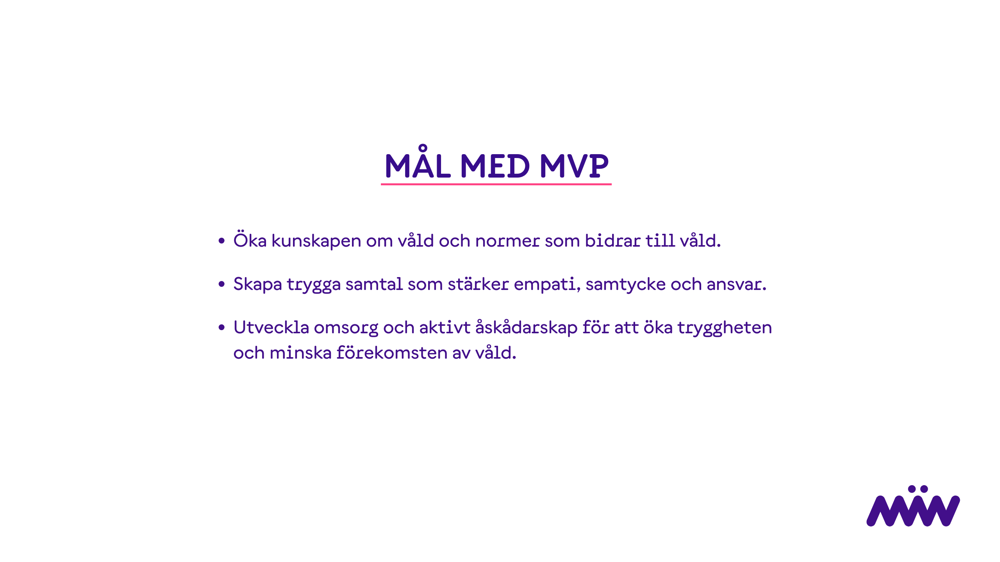 MÅL MED MVP
• Öka kunskapen om våld och normer som bidrar till våld.
• Skapa trygga samtal som stärker empati, samtycke och ansvar.
• Utveckla omsorg och aktivt åskådarskap för att öka tryggheten
och minska förekomsten av våld.